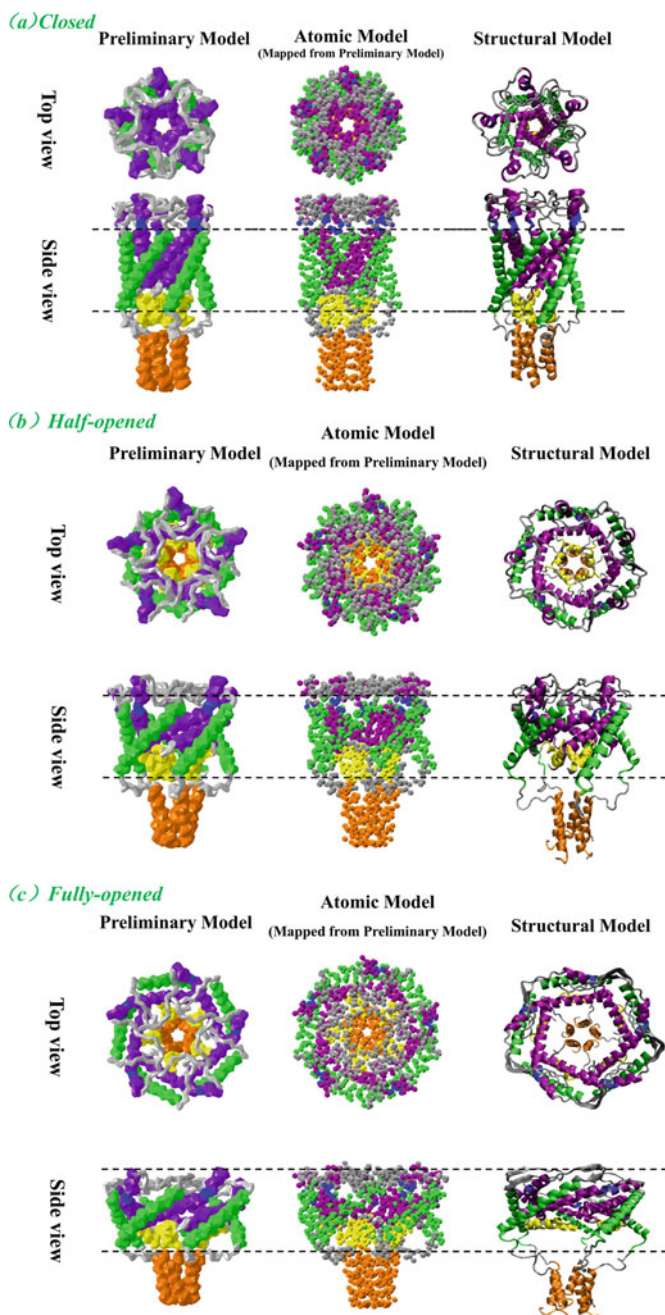 (a) Closed
Preliminary Model
Atomic Model
(Mapped from Preliminary Model)
Structural Model
Top view
Side view
(b) Half-opened
Preliminary Model
Atomic Model
(Mapped from Preliminary Model)
Structural Model
Top view
Side view
(c) Fully-opened
Preliminary Model
Atomic Model
(Mapped from Preliminary Model)
Structural Model
Top view
Side view